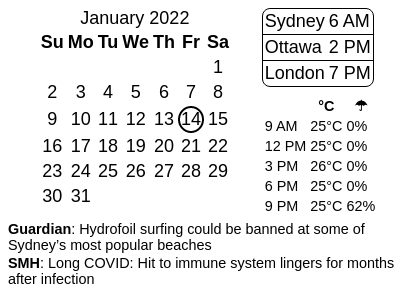 January 2022
Su Mo Tu We Th Fr Sa
1
2 3 4 5 6 7 8
9 10 11 12 13 14 15
16 17 18 19 20 21 22
23 24 25 26 27 28 29
30 31
Sydney 6 AM
Ottawa 2 PM
London 7 PM
°C ☂
9 AM 25°C 0%
12 PM 25°C 0%
3 PM 26°C 0%
6 PM 25°C 0%
9 PM 25°C 62%
Guardian: Hydrofoil surfing could be banned at some of
Sydney’s most popular beaches
SMH: Long COVID: Hit to immune system lingers for months
after infection